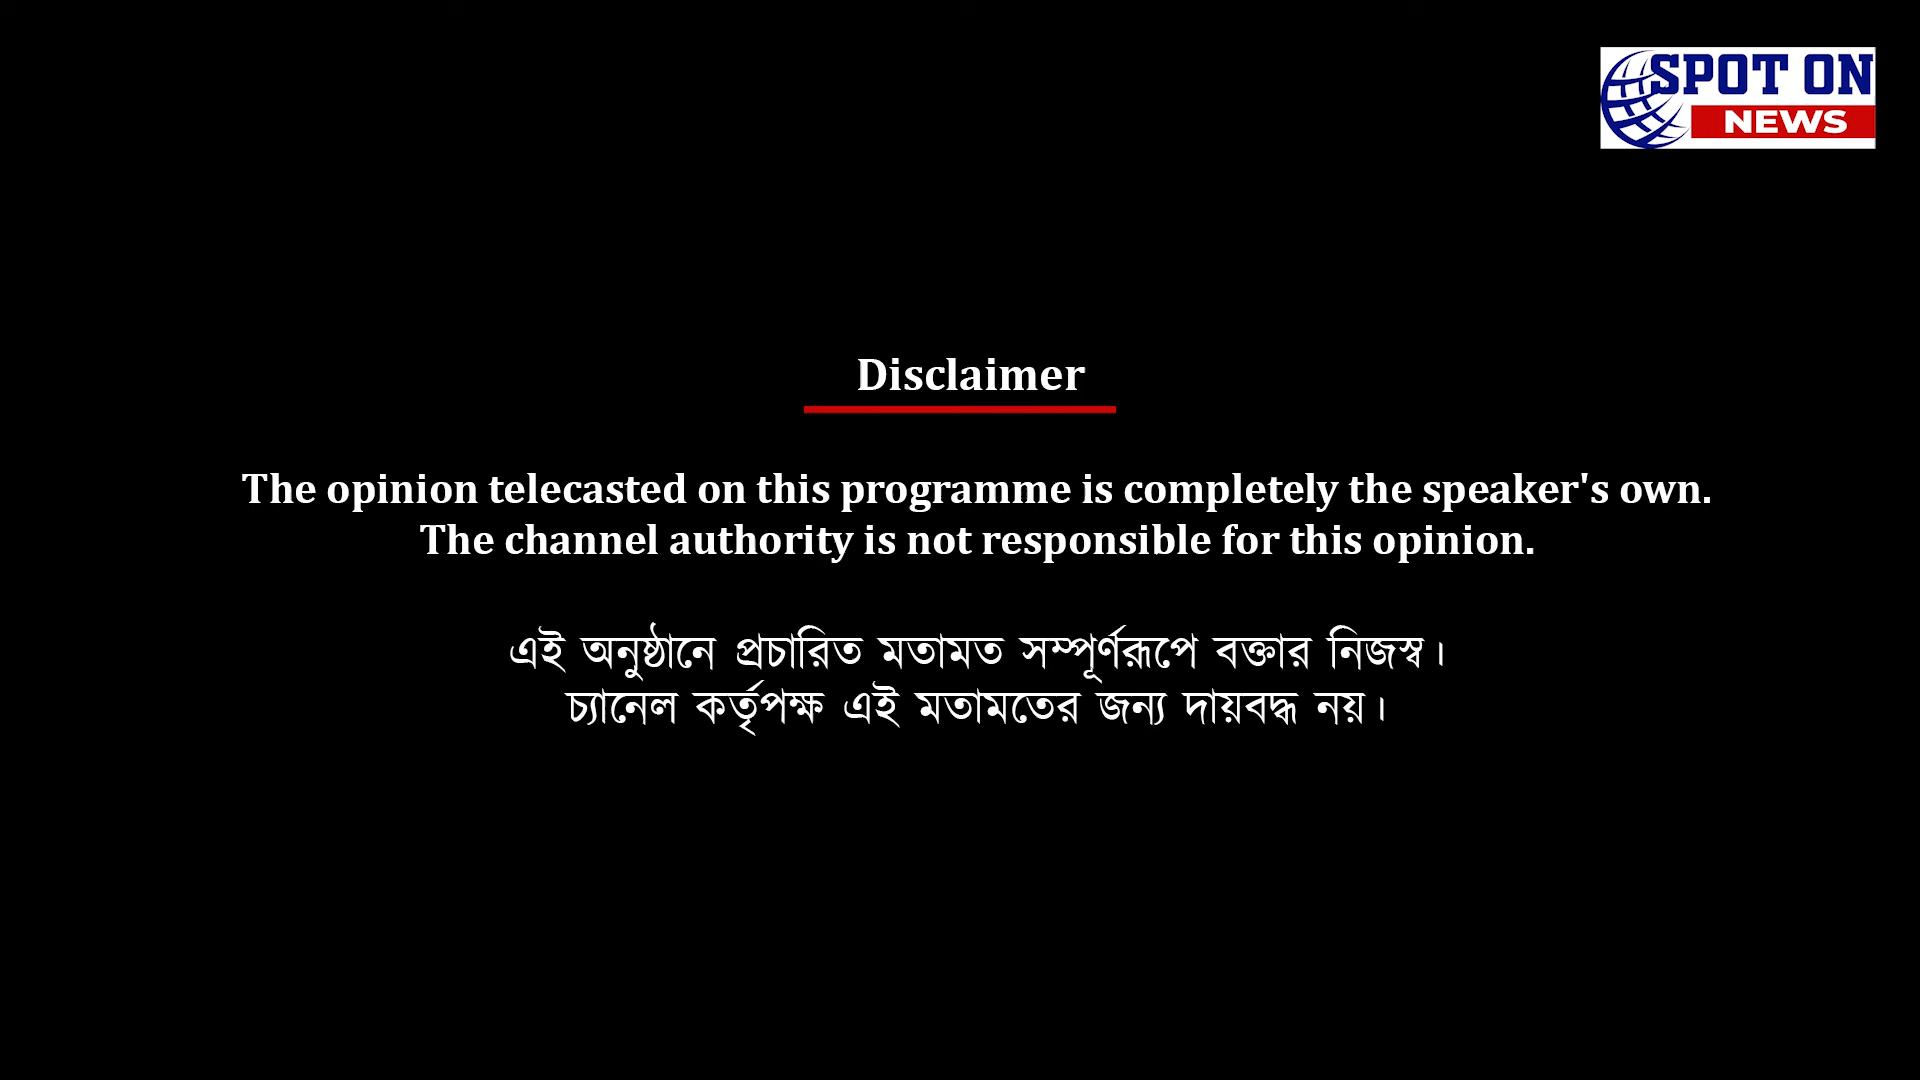 SPOT ON
NEWS
Disclaimer
The opinion telecasted on this programme is completely the speaker's own.
The channel authority is not responsible for this opinion.
এই অনুষ্ঠানে প্রচারিত মতামত সম্পূর্ণরূপে বক্তার নিজস্ব।
চ্যানেল কর্তৃপক্ষ এই মতামতের জন্য দায়বদ্ধ নয়।